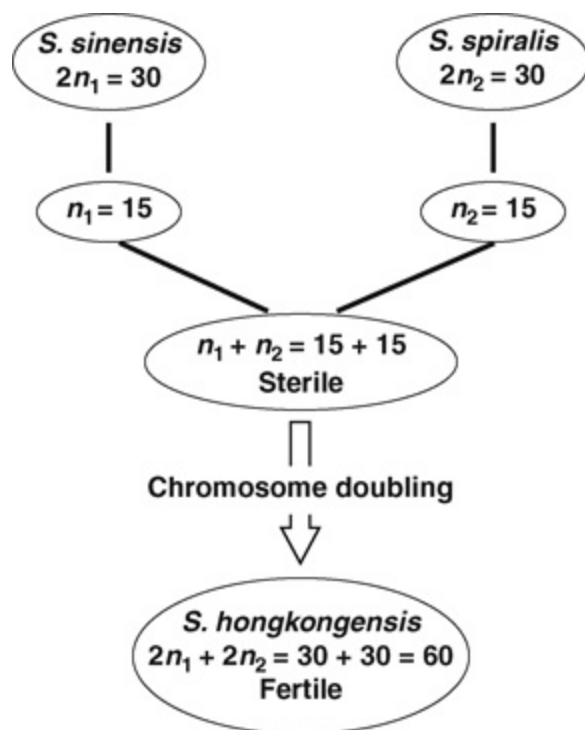 S. sinensis
2n₁ = 30
S. spiralis
2n₂ = 30
n₁ = 15
n₂ = 15
n₁ + n₂ = 15 + 15
Sterile
Chromosome doubling
S. hongkongensis
2n₁ + 2n₂ = 30 + 30 = 60
Fertile